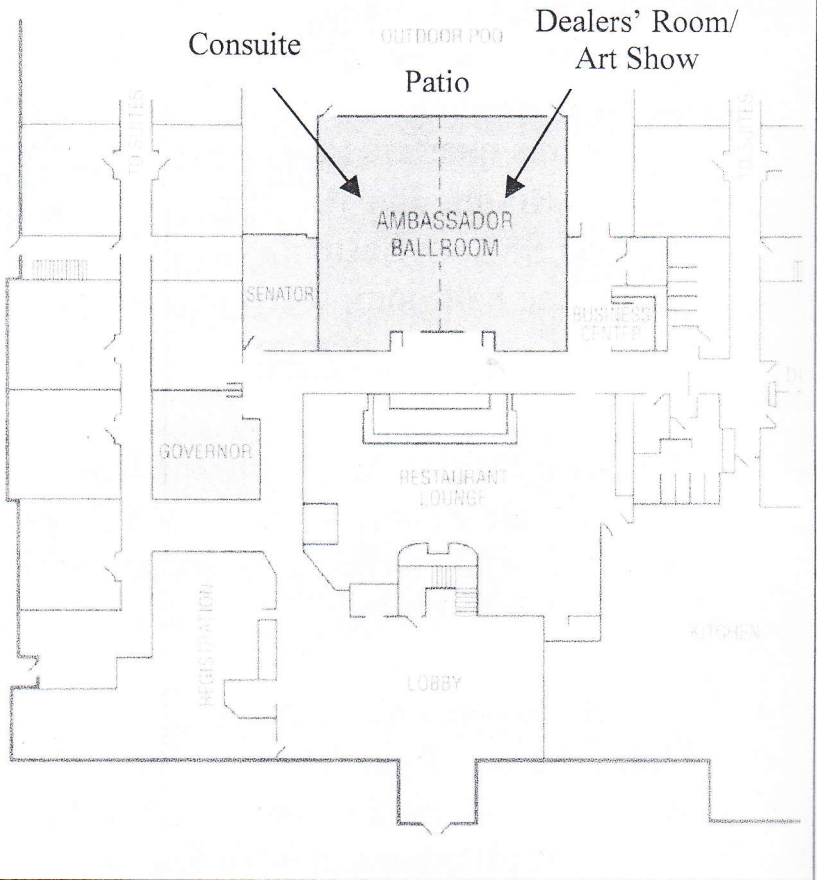 Consuite
OUTDOOR POO
Dealers' Room/
Art Show
Patio
TO SUITES
TO SUITES
AMBASSADOR
BALLROOM
SENATOR
BUSINESS
CENTER
GOVERNOR
RESTAURANT
LOUNGE
REGISTRATION
KITCHEN
LOBBY